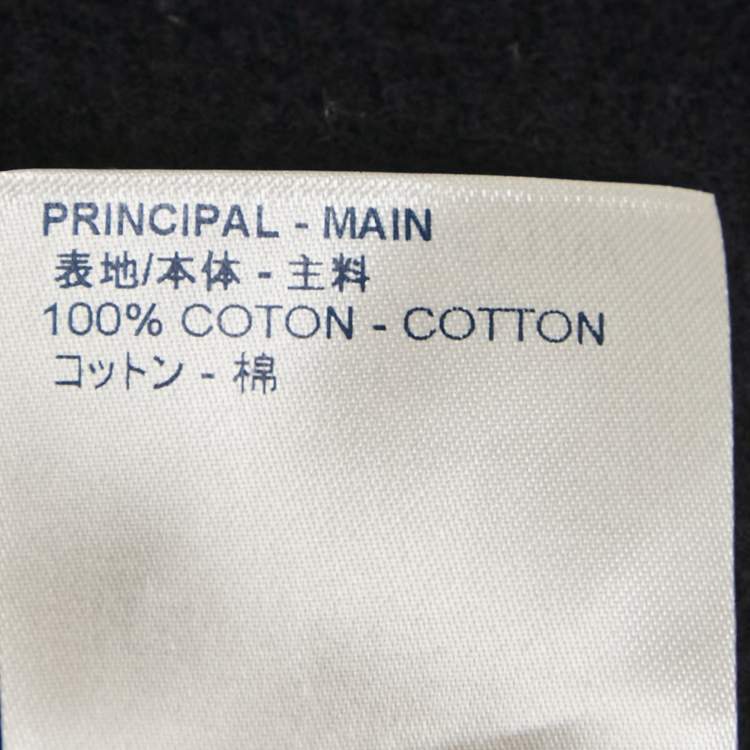 PRINCIPAL - MAIN
表地/本体 - 主料
100% COTON - COTTON
コットン - 棉